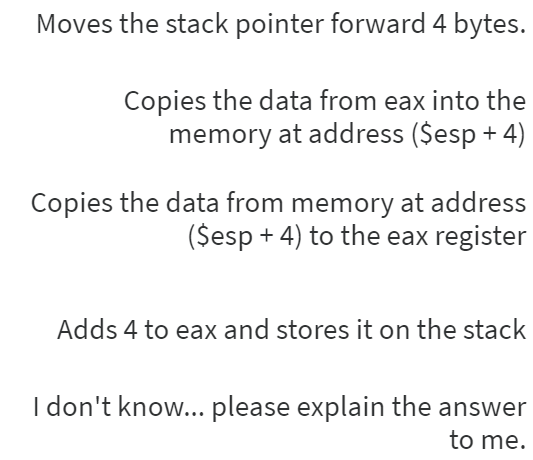 Moves the stack pointer forward 4 bytes.
Copies the data from eax into the
memory at address ($esp + 4)
Copies the data from memory at address
($esp + 4) to the eax register
Adds 4 to eax and stores it on the stack
I don't know... please explain the answer
to me.